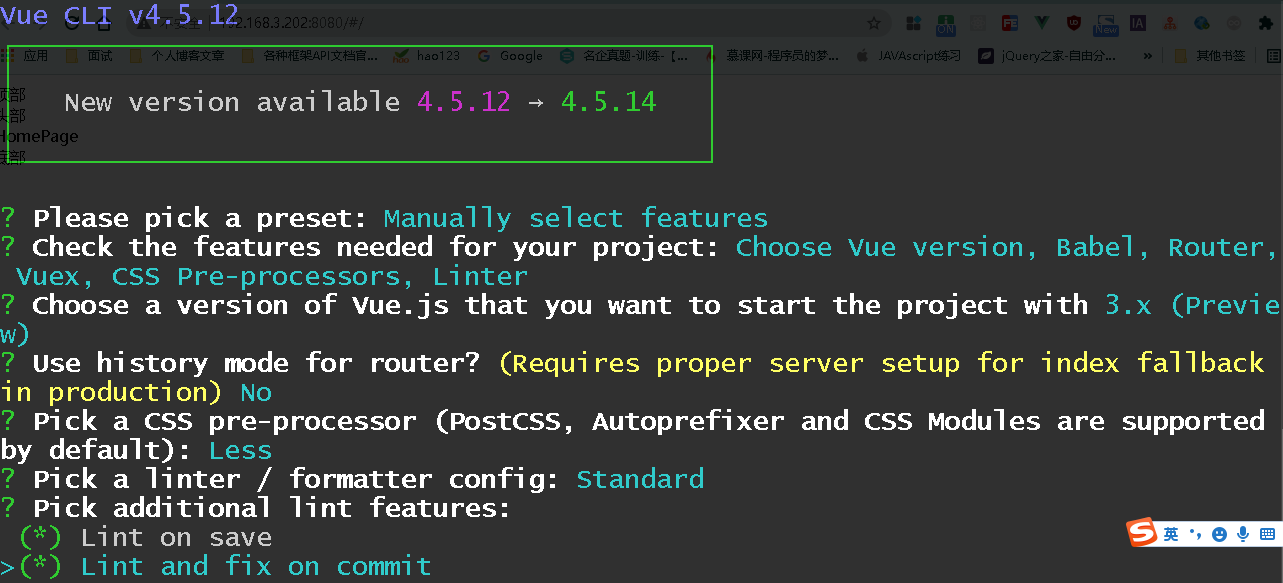 Vue CLI v4.5.12
192.168.3.202:8080/#/
ON
New
IA
应用 面试 个人博客文章 各种框架API文档官... hao123 Google 名企真题-训练-【... 慕课网-程序员的梦... JAVAscript练习 jQuery之家-自由分... » 其他书签
顶部
New version available 4.5.12 → 4.5.14
头部
HomePage
底部
? Please pick a preset: Manually select features
? Check the features needed for your project: Choose Vue version, Babel, Router,
Vuex, CSS Pre-processors, Linter
? Choose a version of Vue.js that you want to start the project with 3.x (Previe
w)
? Use history mode for router? (Requires proper server setup for index fallback
in production) No
? Pick a CSS pre-processor (PostCSS, Autoprefixer and CSS Modules are supported
by default): Less
? Pick a linter / formatter config: Standard
? Pick additional lint features:
(*) Lint on save
>(*) Lint and fix on commit
英